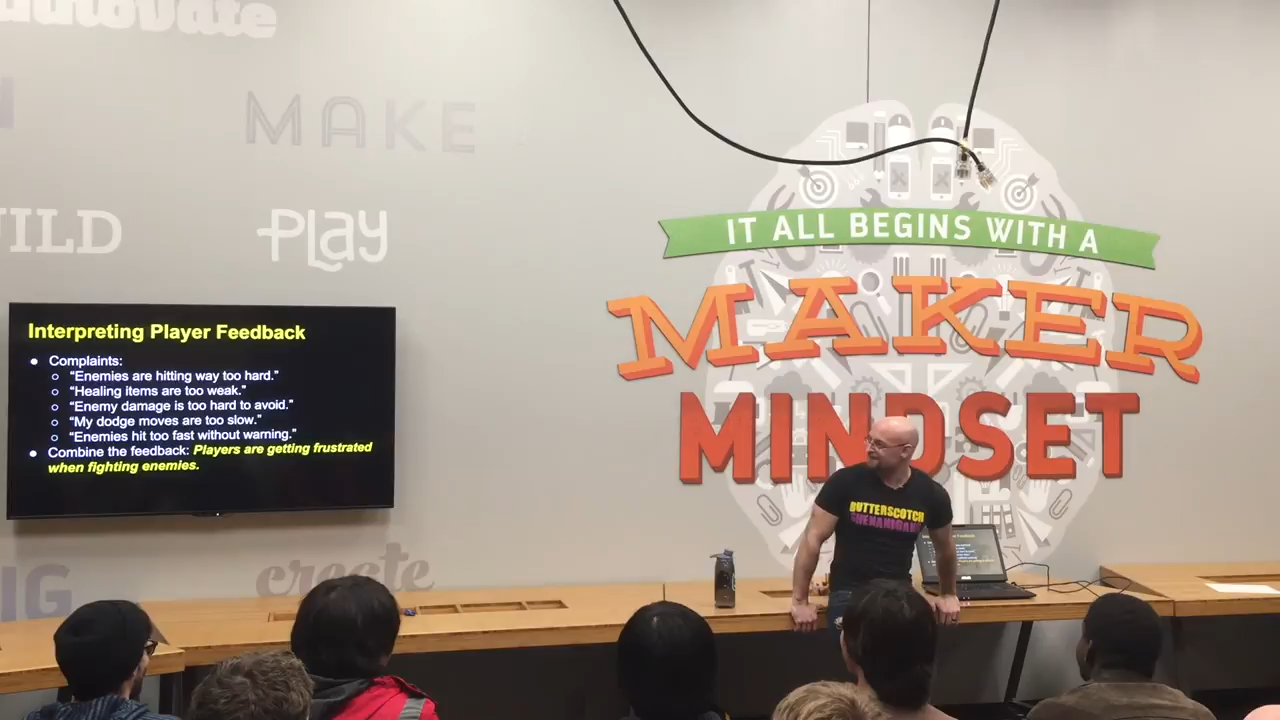 MAKE
UILD
PLAY
IT ALL BEGINS WITH A
MAKER
MINDSET
Interpreting Player Feedback
● Complaints:
○ "Enemies are hitting way too hard."
○ "Healing items are too weak."
○ "Enemy damage is too hard to avoid."
○ "My dodge moves are too slow."
○ "Enemies hit too fast without warning."
● Combine the feedback: Players are getting frustrated
when fighting enemies.
BUTTERSCOTCH
SHENANIGANS
create